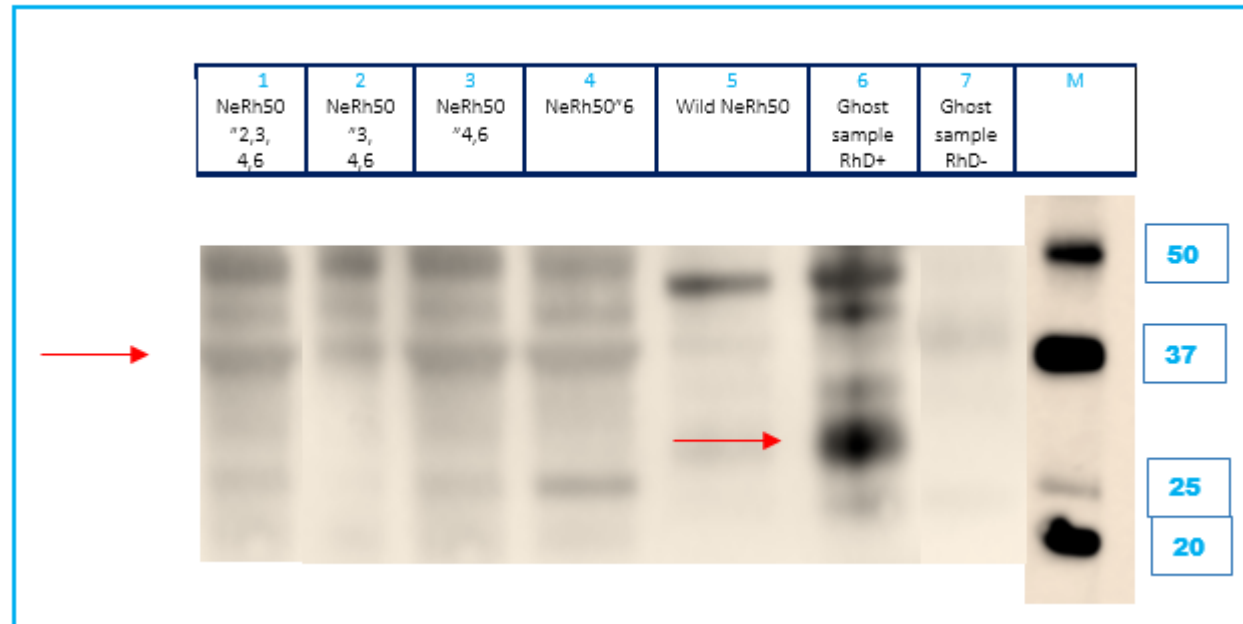 1 2 3 4 5 6 7 M
NeRh50 NeRh50 NeRh50 NeRh50"6 Wild NeRh50 Ghost Ghost
"2,3, "3, "4,6 sample sample
4,6 4,6 RhD+ RhD-
50
37
25
20